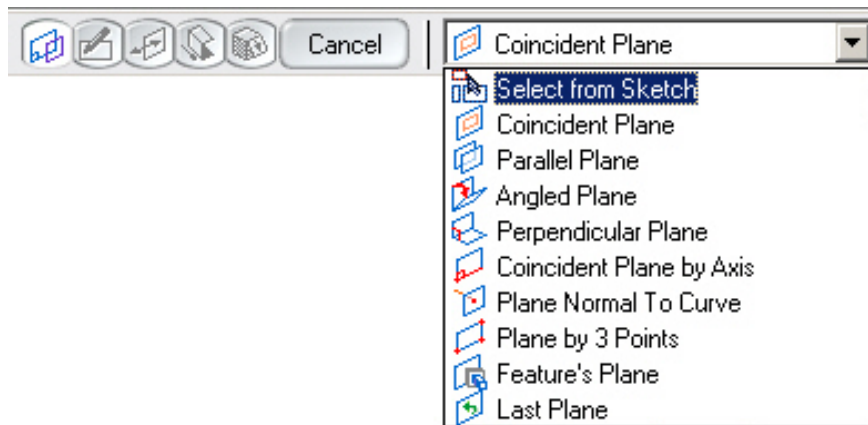 Cancel
Coincident Plane
Select from Sketch
Coincident Plane
Parallel Plane
Angled Plane
Perpendicular Plane
Coincident Plane by Axis
Plane Normal To Curve
Plane by 3 Points
Feature's Plane
Last Plane